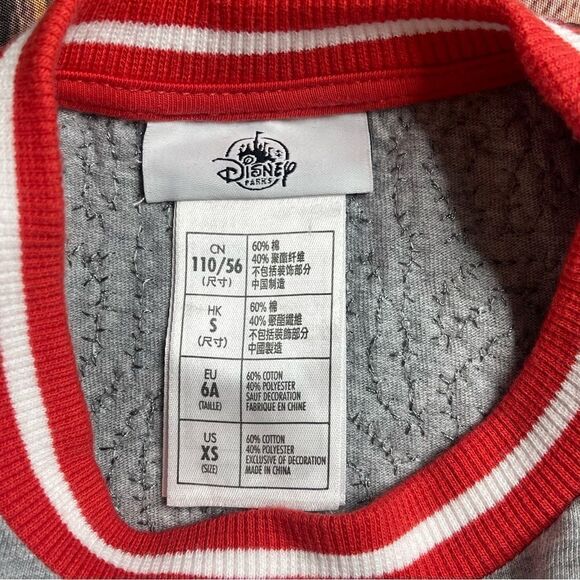 Disney
PARKS
CN
110/56
(尺寸)
60% 棉
40% 聚酯纤维
不包括装饰部分
中国制造
HK
S
(尺寸)
60% 棉
40% 聚酯纖維
不包括裝飾部分
中國製造
EU
6A
(TAILLE)
60% COTTON
40% POLYESTER
SAUF DECORATION
FABRIQUE EN CHINE
US
XS
(SIZE)
60% COTTON
40% POLYESTER
EXCLUSIVE OF DECORATION
MADE IN CHINA